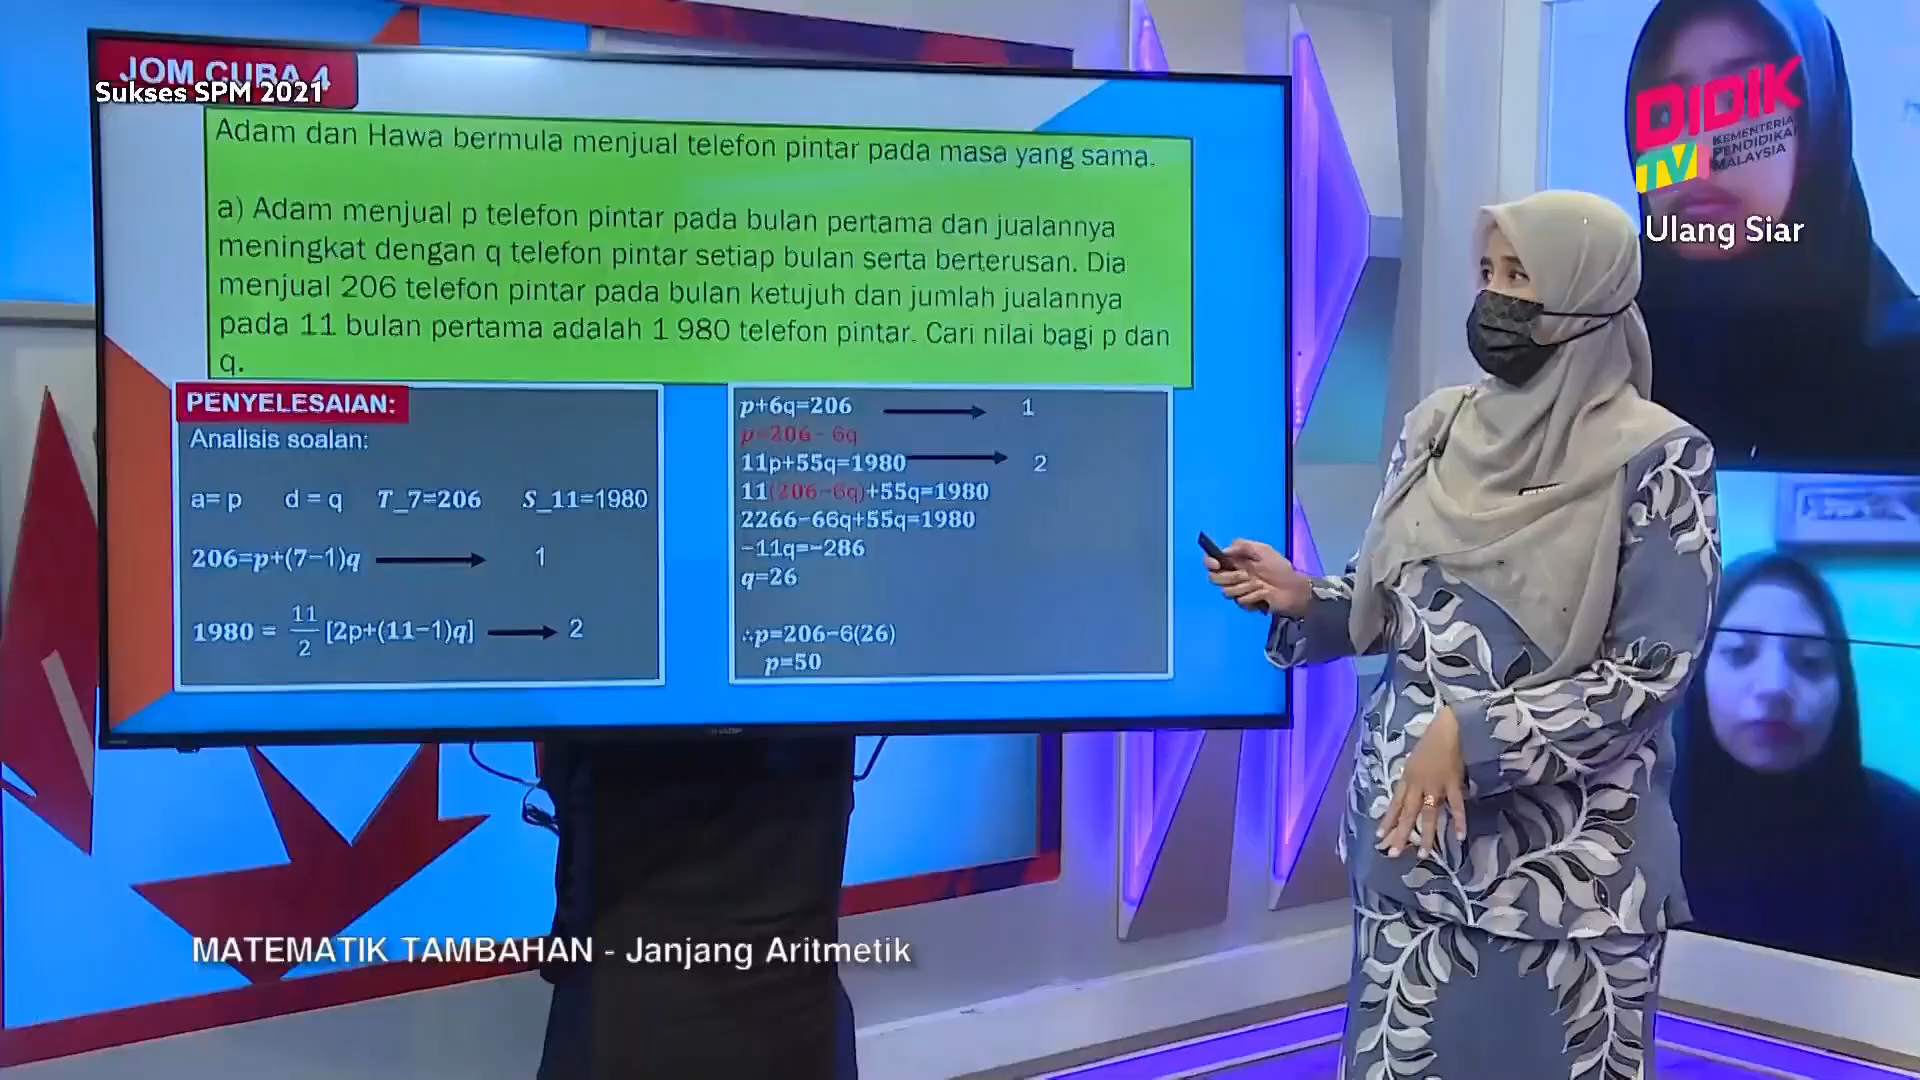 JOM CUBA 4
Sukses SPM 2021
Adam dan Hawa bermula menjual telefon pintar pada masa yang sama.
a) Adam menjual p telefon pintar pada bulan pertama dan jualannya
meningkat dengan q telefon pintar setiap bulan serta berterusan. Dia
menjual 206 telefon pintar pada bulan ketujuh dan jumlah jualannya
pada 11 bulan pertama adalah 1 980 telefon pintar. Cari nilai bagi p dan
q.
PENYELESAIAN:
Analisis soalan:
a= p d = q T_7=206 S_11=1980
206=p+(7−1)q 1
1980 = 11/2 [2p+(11−1)q] 2
p+6q=206 1
p=206− 6q
11p+55q=1980 2
11(206−6q)+55q=1980
2266−66q+55q=1980
−11q=−286
q=26
∴p=206−6(26)
p=50
DIDIK
TV
KEMENTERIAN
PENDIDIKAN
MALAYSIA
Ulang Siar
MATEMATIK TAMBAHAN - Janjang Aritmetik